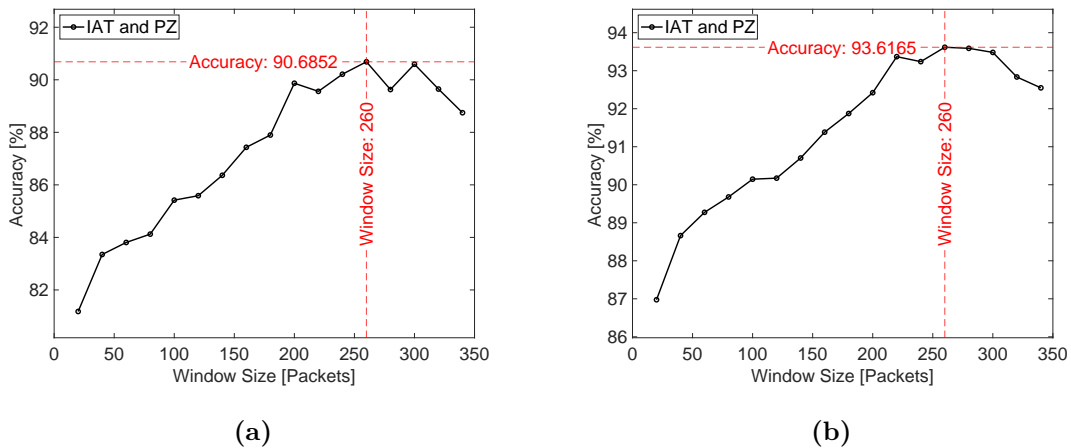 IAT and PZ
92
90
88
86
84
82
Accuracy [%]
Accuracy: 90.6852
Window Size: 260
0 50 100 150 200 250 300 350
Window Size [Packets]
(a)
IAT and PZ
94
93
92
91
90
89
88
87
86
Accuracy [%]
Accuracy: 93.6165
Window Size: 260
0 50 100 150 200 250 300 350
Window Size [Packets]
(b)